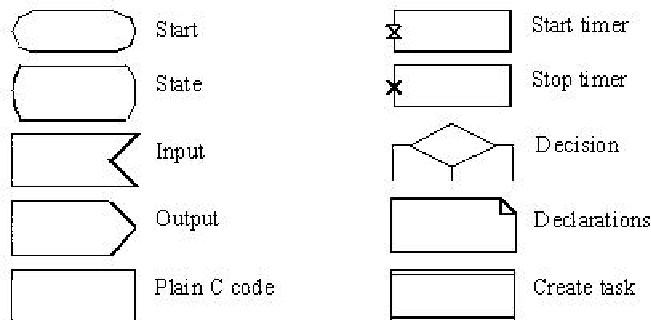 Start
State
Input
Output
Plain C code
Start timer
Stop timer
Decision
Declarations
Create task